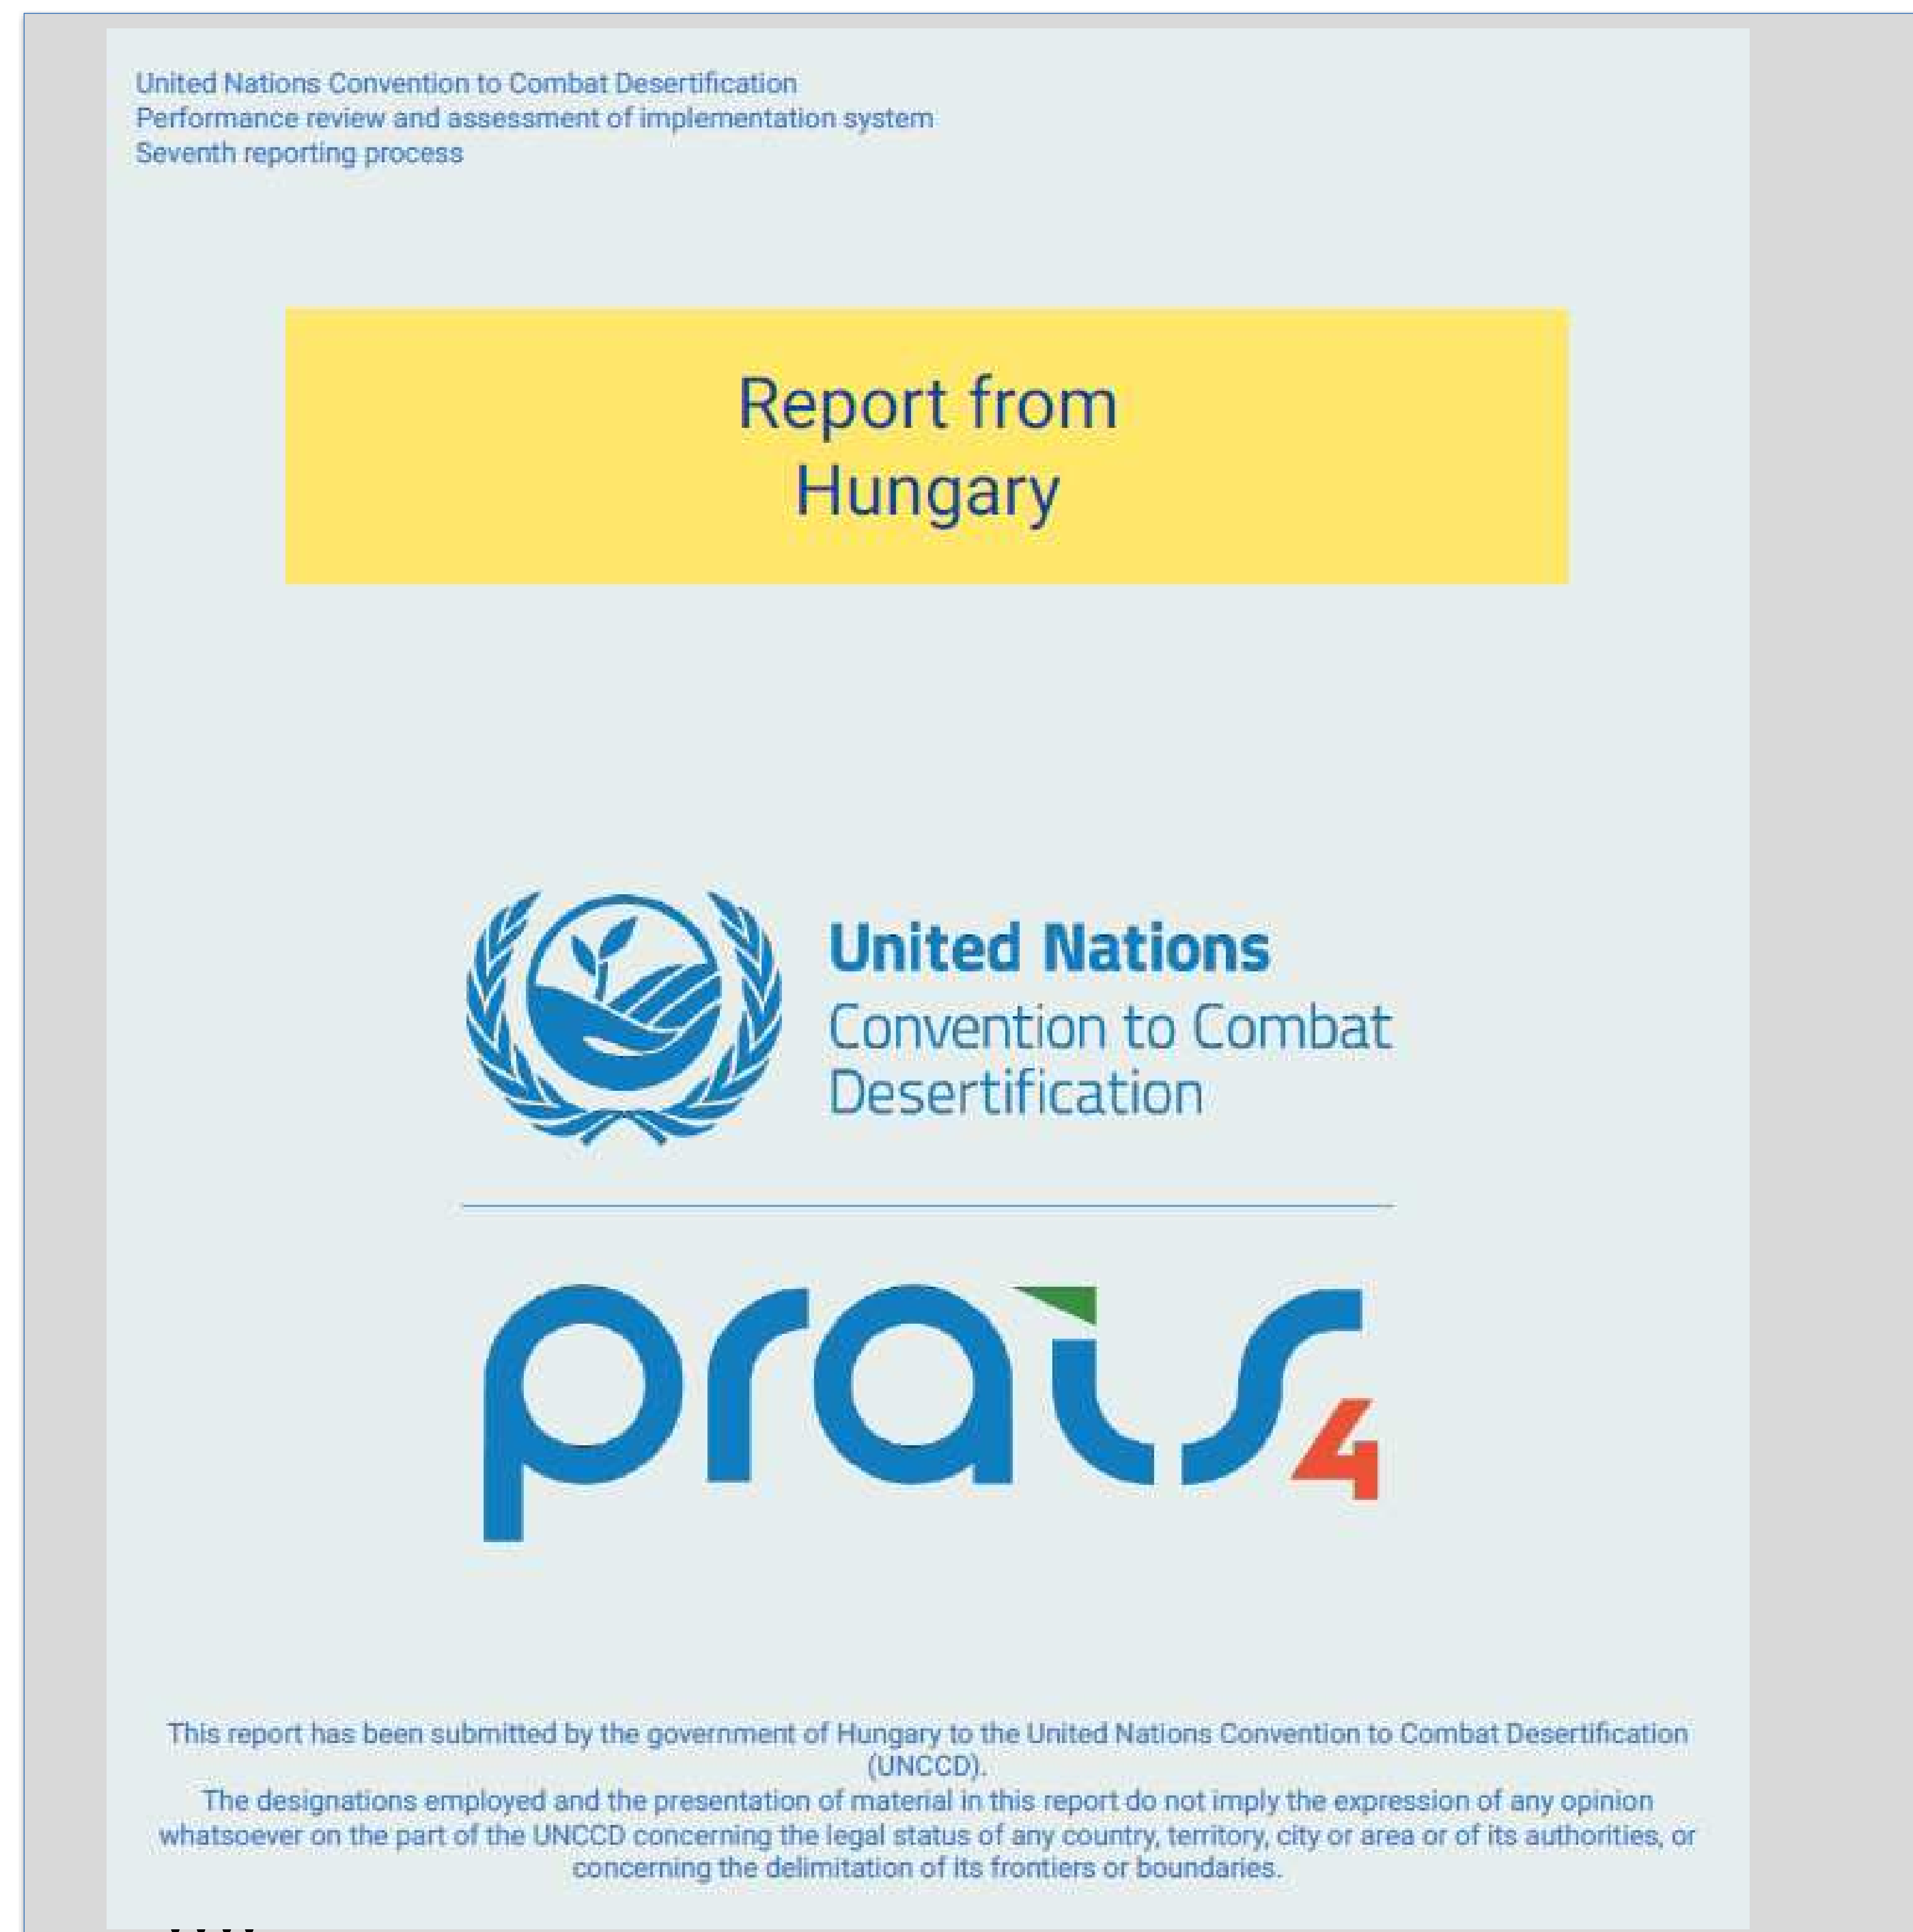 United Nations Convention to Combat Desertification
Performance review and assessment of implementation system
Seventh reporting process
Report from
Hungary
United Nations
Convention to Combat
Desertification
prais4
This report has been submitted by the government of Hungary to the United Nations Convention to Combat Desertification
(UNCCD).
The designations employed and the presentation of material in this report do not imply the expression of any opinion
whatsoever on the part of the UNCCD concerning the legal status of any country, territory, city or area or of its authorities, or
concerning the delimitation of its frontiers or boundaries.